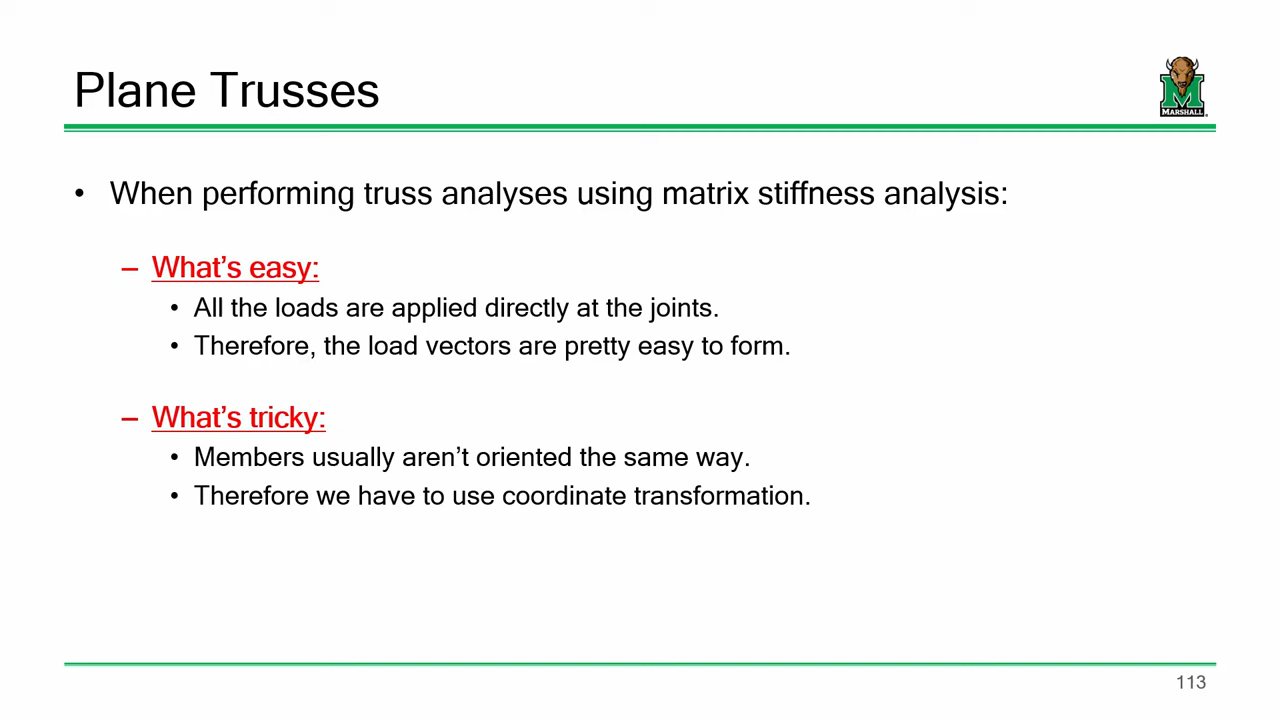 Plane Trusses
MARSHALL
• When performing truss analyses using matrix stiffness analysis:
– What's easy:
• All the loads are applied directly at the joints.
• Therefore, the load vectors are pretty easy to form.
– What's tricky:
• Members usually aren't oriented the same way.
• Therefore we have to use coordinate transformation.
113